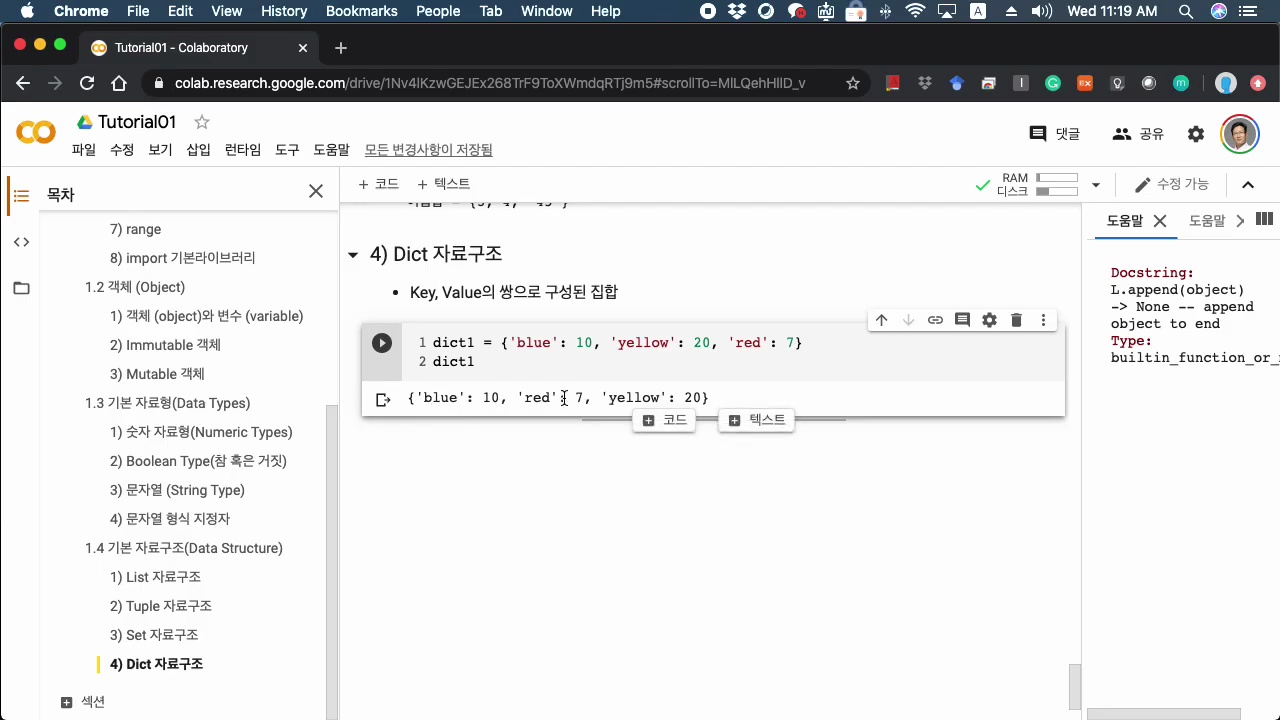 Chrome File Edit View History Bookmarks People Tab Window Help A Wed 11:19 AM
Tutorial01 - Colaboratory
colab.research.google.com/drive/1Nv4lKzwGEJEx268TrF9ToXWmdqRTj9m5#scrollTo=MlLQehHlID_v
Tutorial01
댓글 공유
파일 수정 보기 삽입 런타임 도구 도움말 모든 변경사항이 저장됨
목차
+ 코드 + 텍스트
RAM
디스크
수정 가능
7) range
8) import 기본라이브러리
1.2 객체 (Object)
1) 객체 (object)와 변수 (variable)
2) Immutable 객체
3) Mutable 객체
1.3 기본 자료형(Data Types)
1) 숫자 자료형(Numeric Types)
2) Boolean Type(참 혹은 거짓)
3) 문자열 (String Type)
4) 문자열 형식 지정자
1.4 기본 자료구조(Data Structure)
1) List 자료구조
2) Tuple 자료구조
3) Set 자료구조
4) Dict 자료구조
섹션
4) Dict 자료구조
• Key, Value의 쌍으로 구성된 집합
1 dict1 = {'blue': 10, 'yellow': 20, 'red': 7}
2 dict1
{'blue': 10, 'red': 7, 'yellow': 20}
코드 텍스트
도움말 도움말
Docstring:
L.append(object)
-> None -- append
object to end
Type:
builtin_function_or_